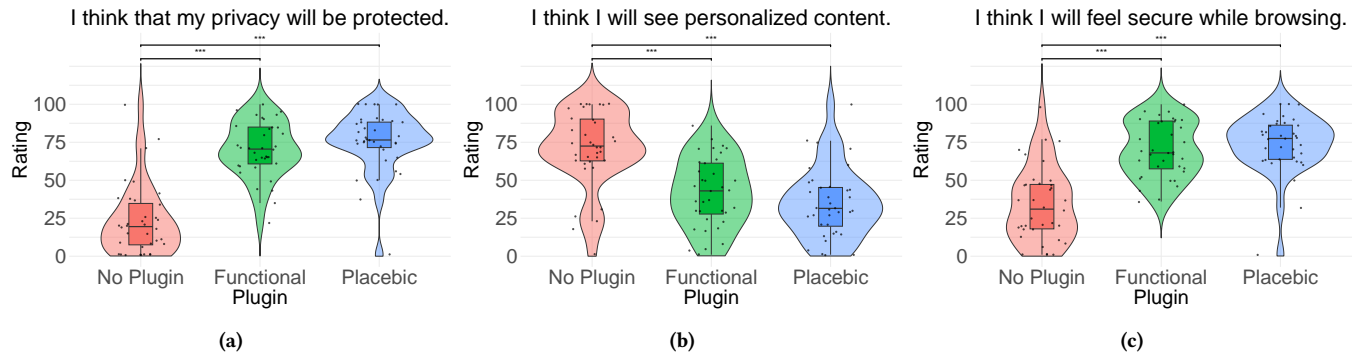 I think that my privacy will be protected.
***
***
Rating
100
75
50
25
0
No Plugin Functional Placebic
Plugin
(a)
I think I will see personalized content.
***
***
Rating
100
75
50
25
0
No Plugin Functional Placebic
Plugin
(b)
I think I will feel secure while browsing.
***
***
Rating
100
75
50
25
0
No Plugin Functional Placebic
Plugin
(c)